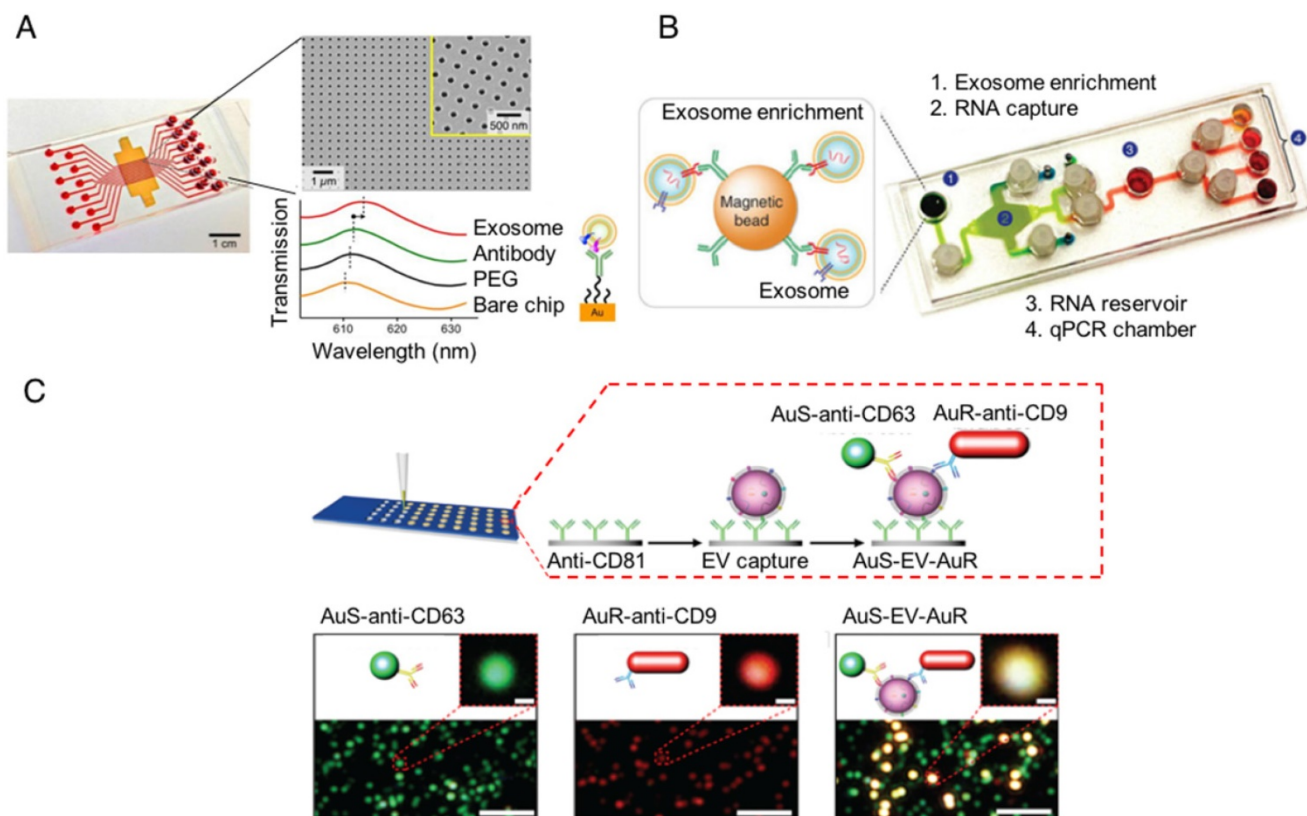 A
500 nm
1 µm
1 cm
Transmission
Exosome
Antibody
PEG
Bare chip
610
620
630
Wavelength (nm)
Au
B
1. Exosome enrichment
2. RNA capture
Exosome enrichment
Magnetic
bead
Exosome
1
2
3
4
3. RNA reservoir
4. qPCR chamber
C
AuS-anti-CD63
AuR-anti-CD9
Anti-CD81
EV capture
AuS-EV-AuR
AuS-anti-CD63
AuR-anti-CD9
AuS-EV-AuR